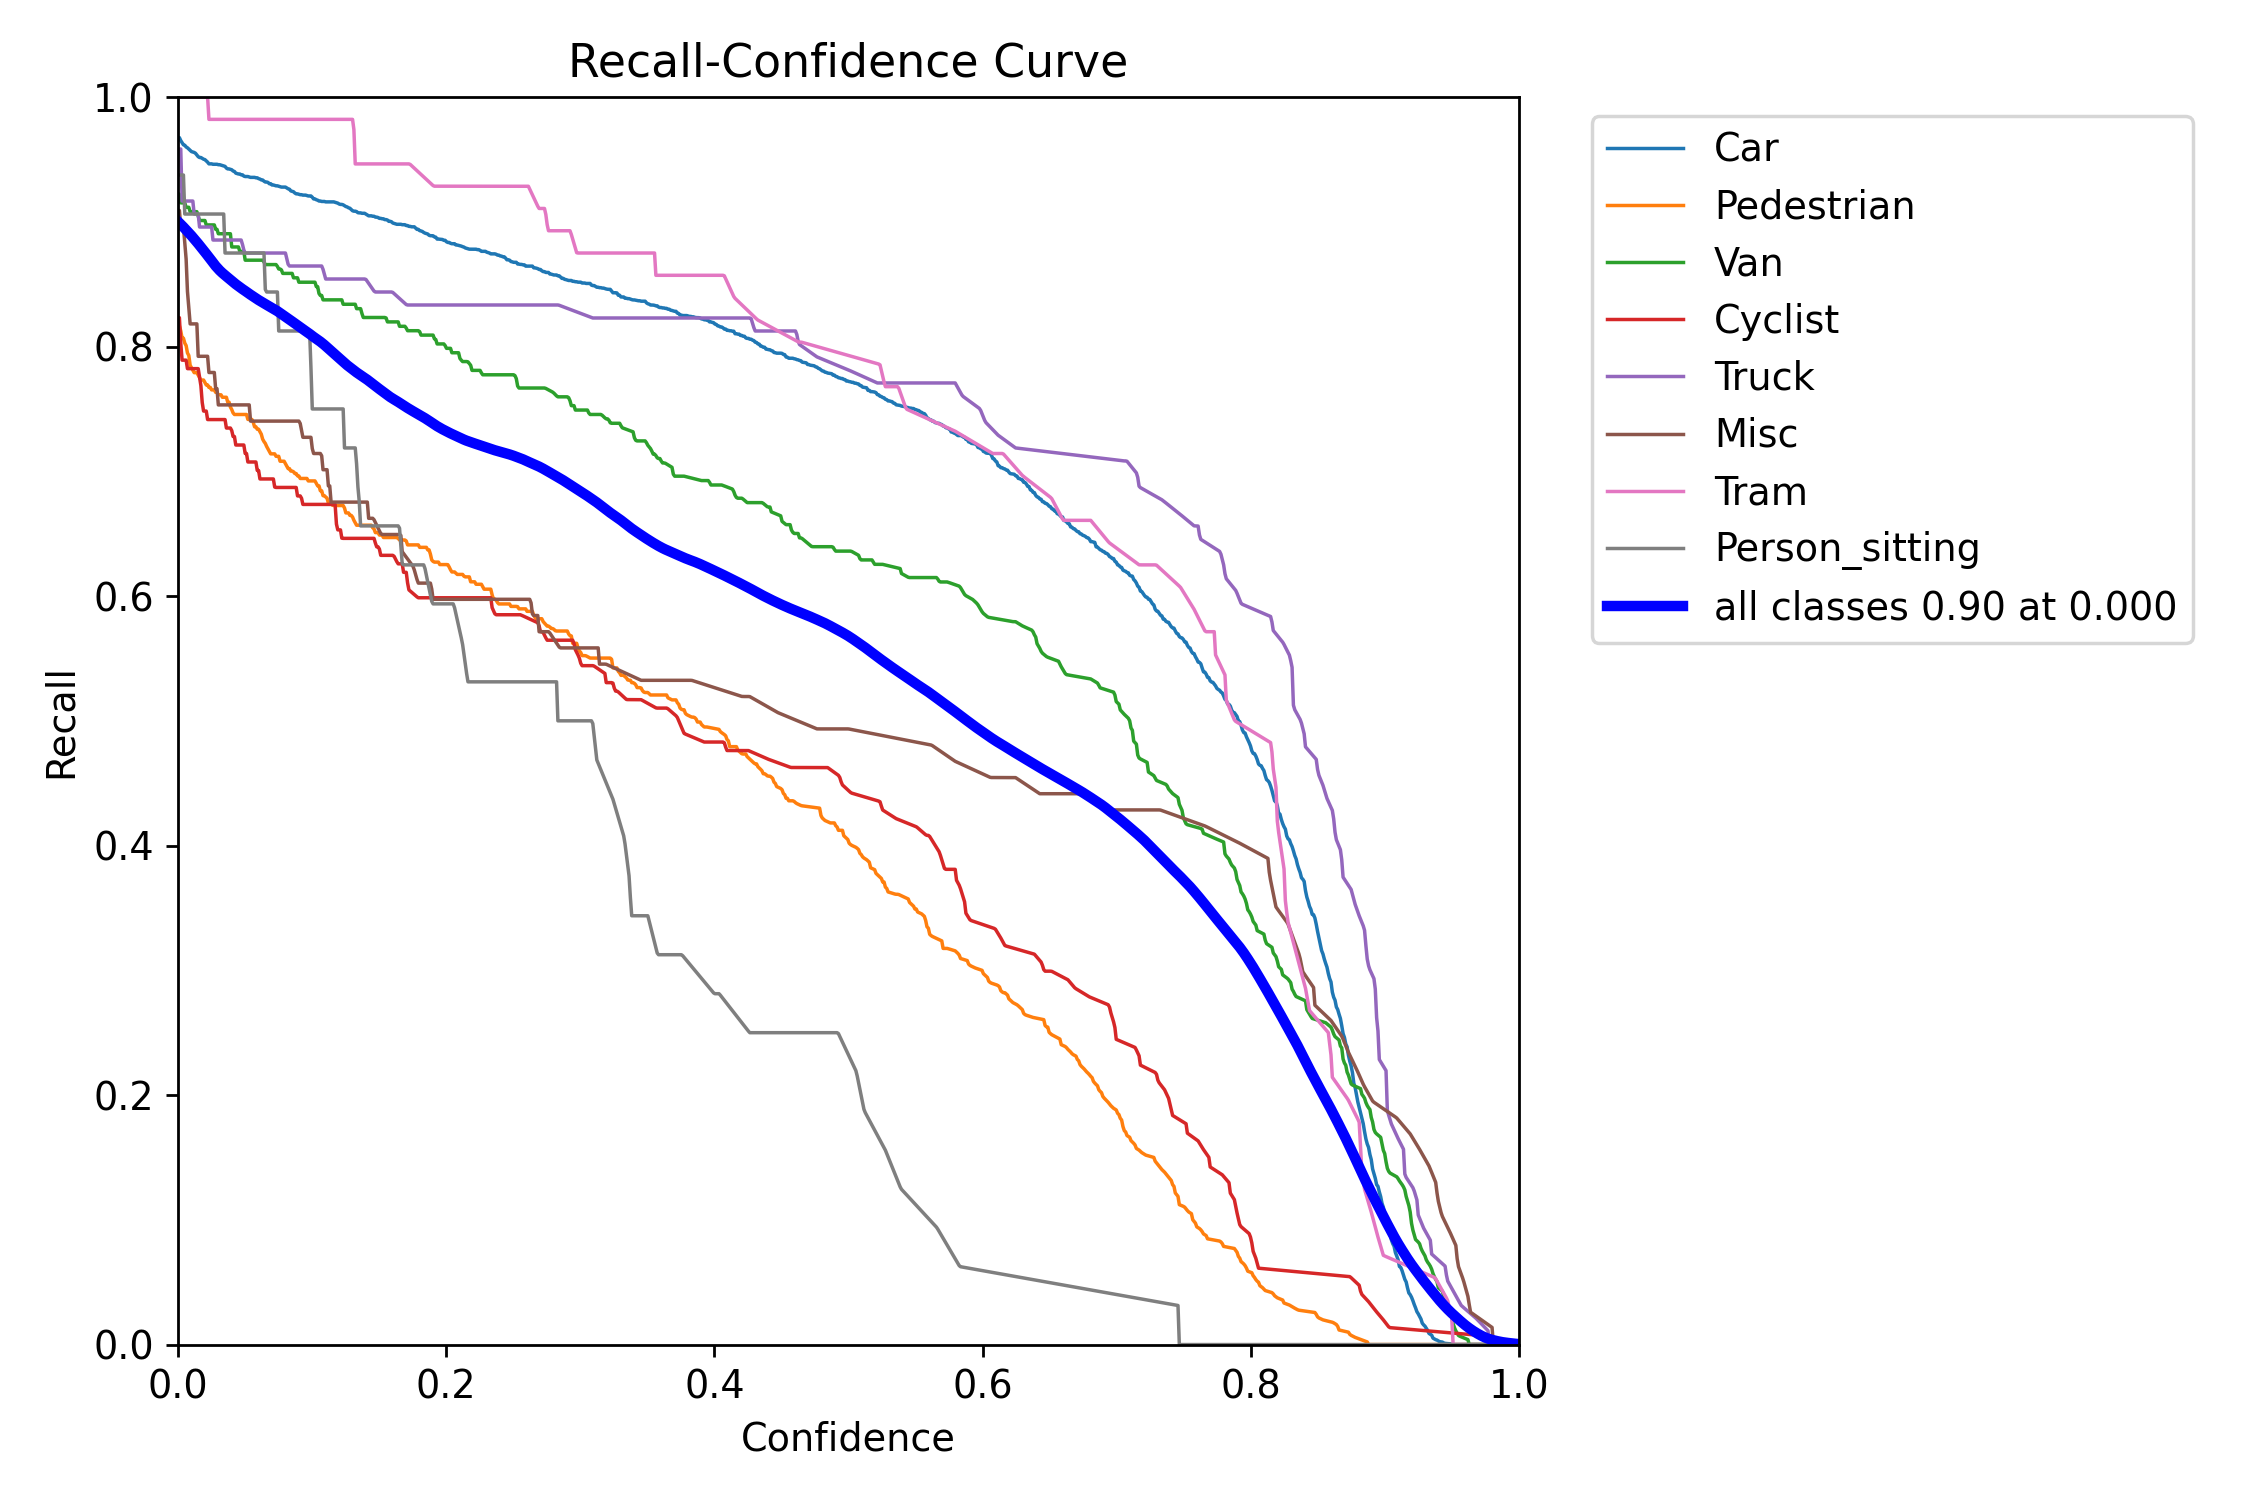 Recall-Confidence Curve
1.0
0.8
0.6
0.4
0.2
0.0
Recall
0.0 0.2 0.4 0.6 0.8 1.0
Confidence
Car
Pedestrian
Van
Cyclist
Truck
Misc
Tram
Person_sitting
all classes 0.90 at 0.000